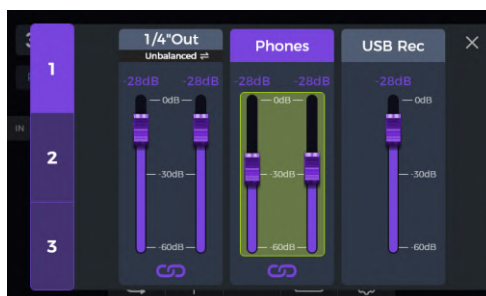 1
2
3
IN
1/4"Out
Unbalanced ⇌
-28dB -28dB
0dB
-30dB
-60dB
Phones
-28dB -28dB
0dB
-30dB
-60dB
USB Rec
-28dB
0dB
-30dB
-60dB